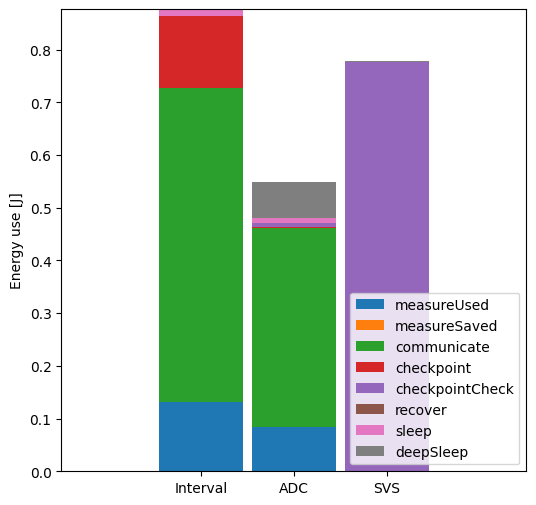 Energy use [J]
0.8
0.7
0.6
0.5
0.4
0.3
0.2
0.1
0.0
Interval
ADC
SVS
measureUsed
measureSaved
communicate
checkpoint
checkpointCheck
recover
sleep
deepSleep